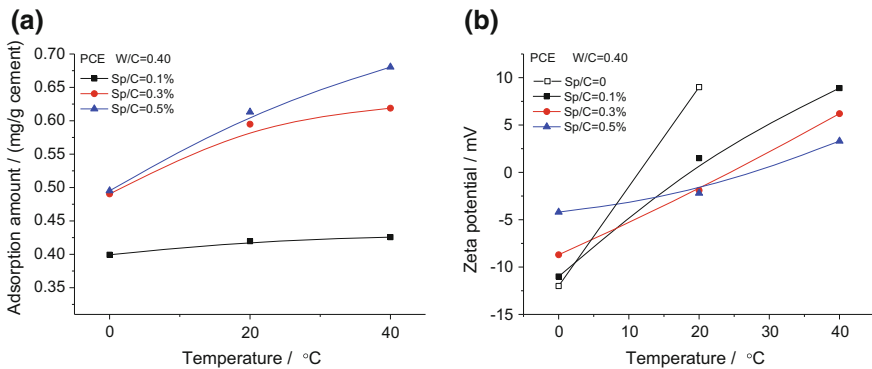 (a)
PCE W/C=0.40
Sp/C=0.1%
Sp/C=0.3%
Sp/C=0.5%
0.70
0.65
0.60
0.55
0.50
0.45
0.40
0.35
Adsorption amount / (mg/g cement)
0 20 40
Temperature / °C
(b)
PCE W/C=0.40
Sp/C=0
Sp/C=0.1%
Sp/C=0.3%
Sp/C=0.5%
10
5
0
-5
-10
-15
Zeta potential / mV
0 10 20 30 40
Temperature / °C